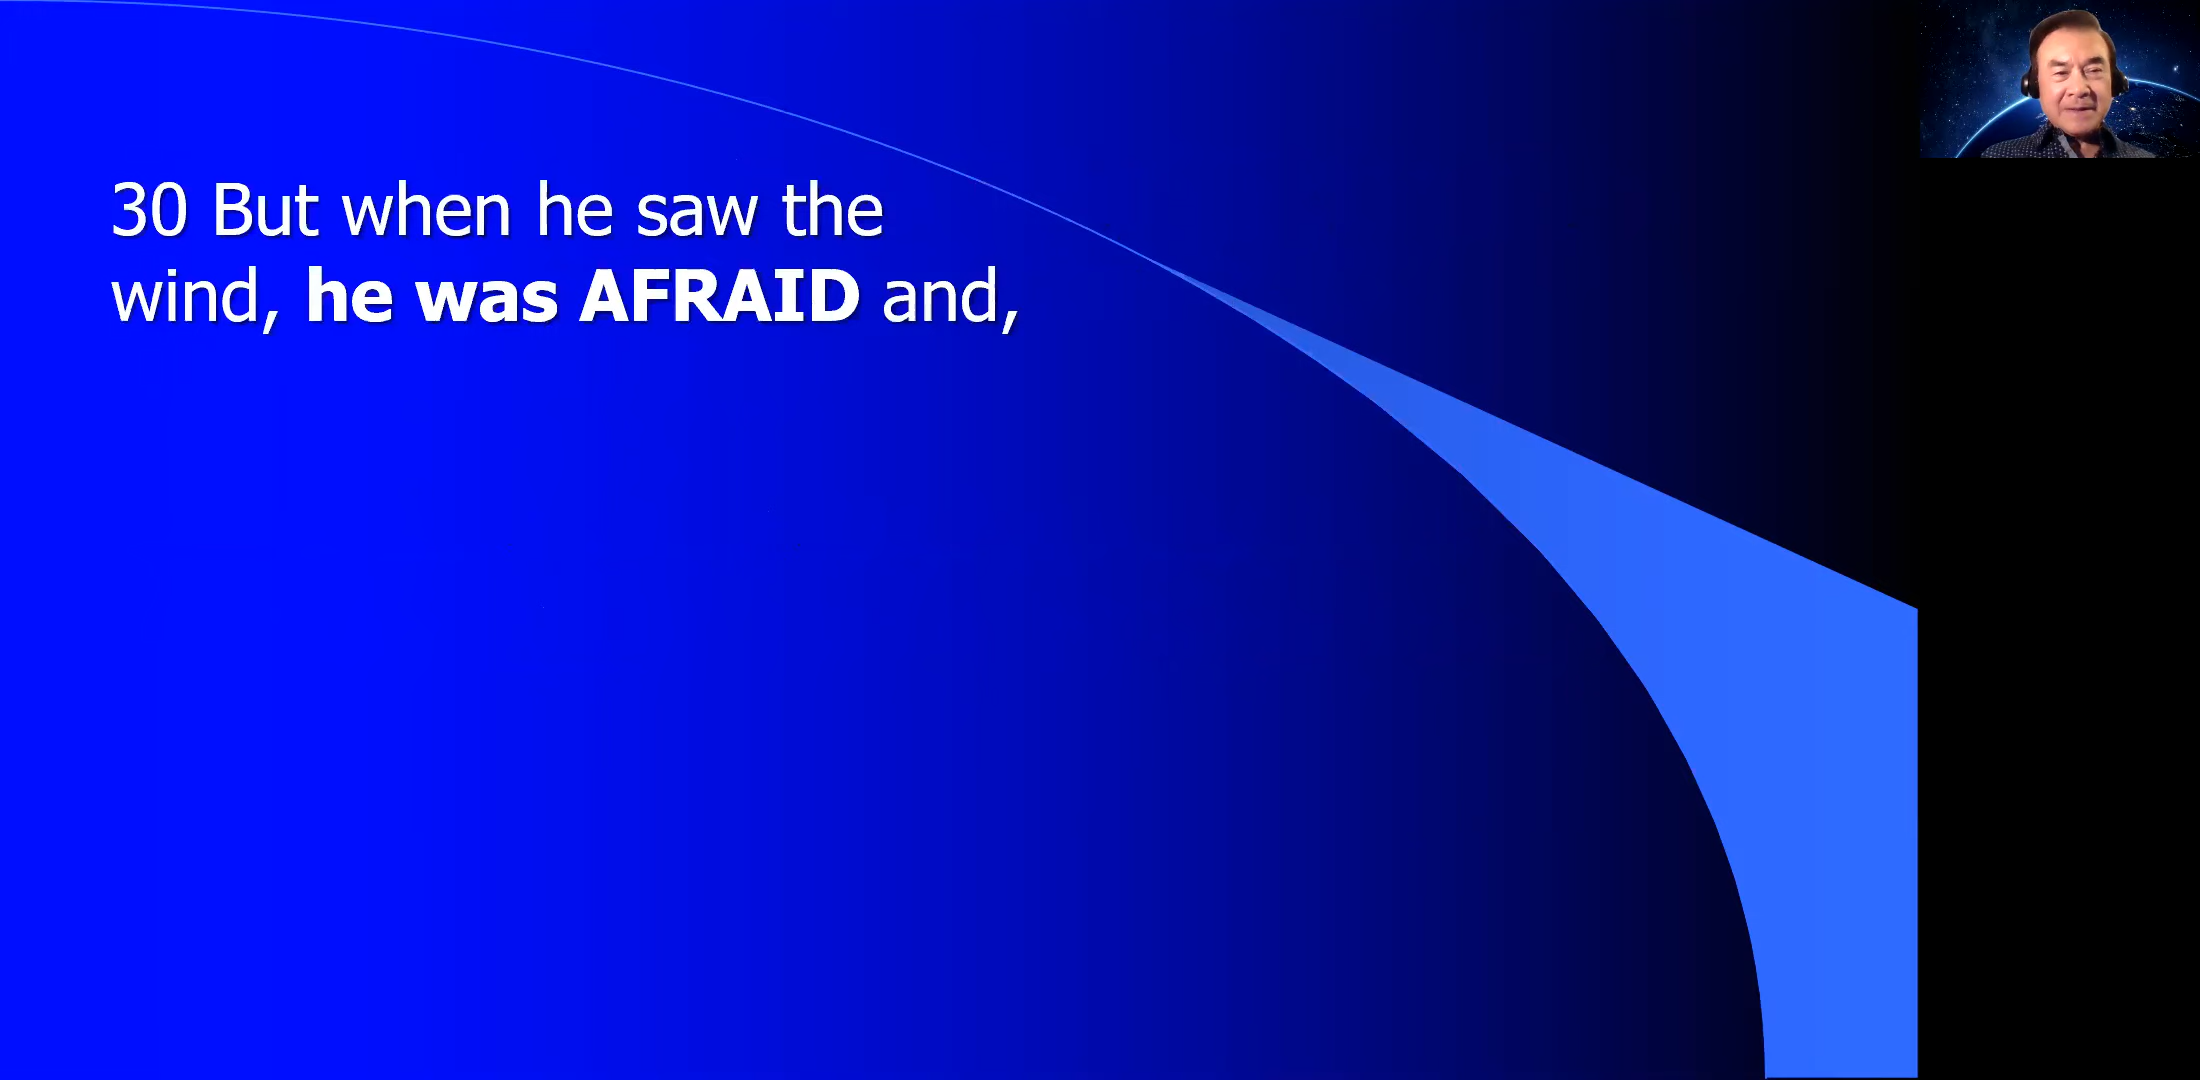 30 But when he saw the
wind, he was AFRAID and,